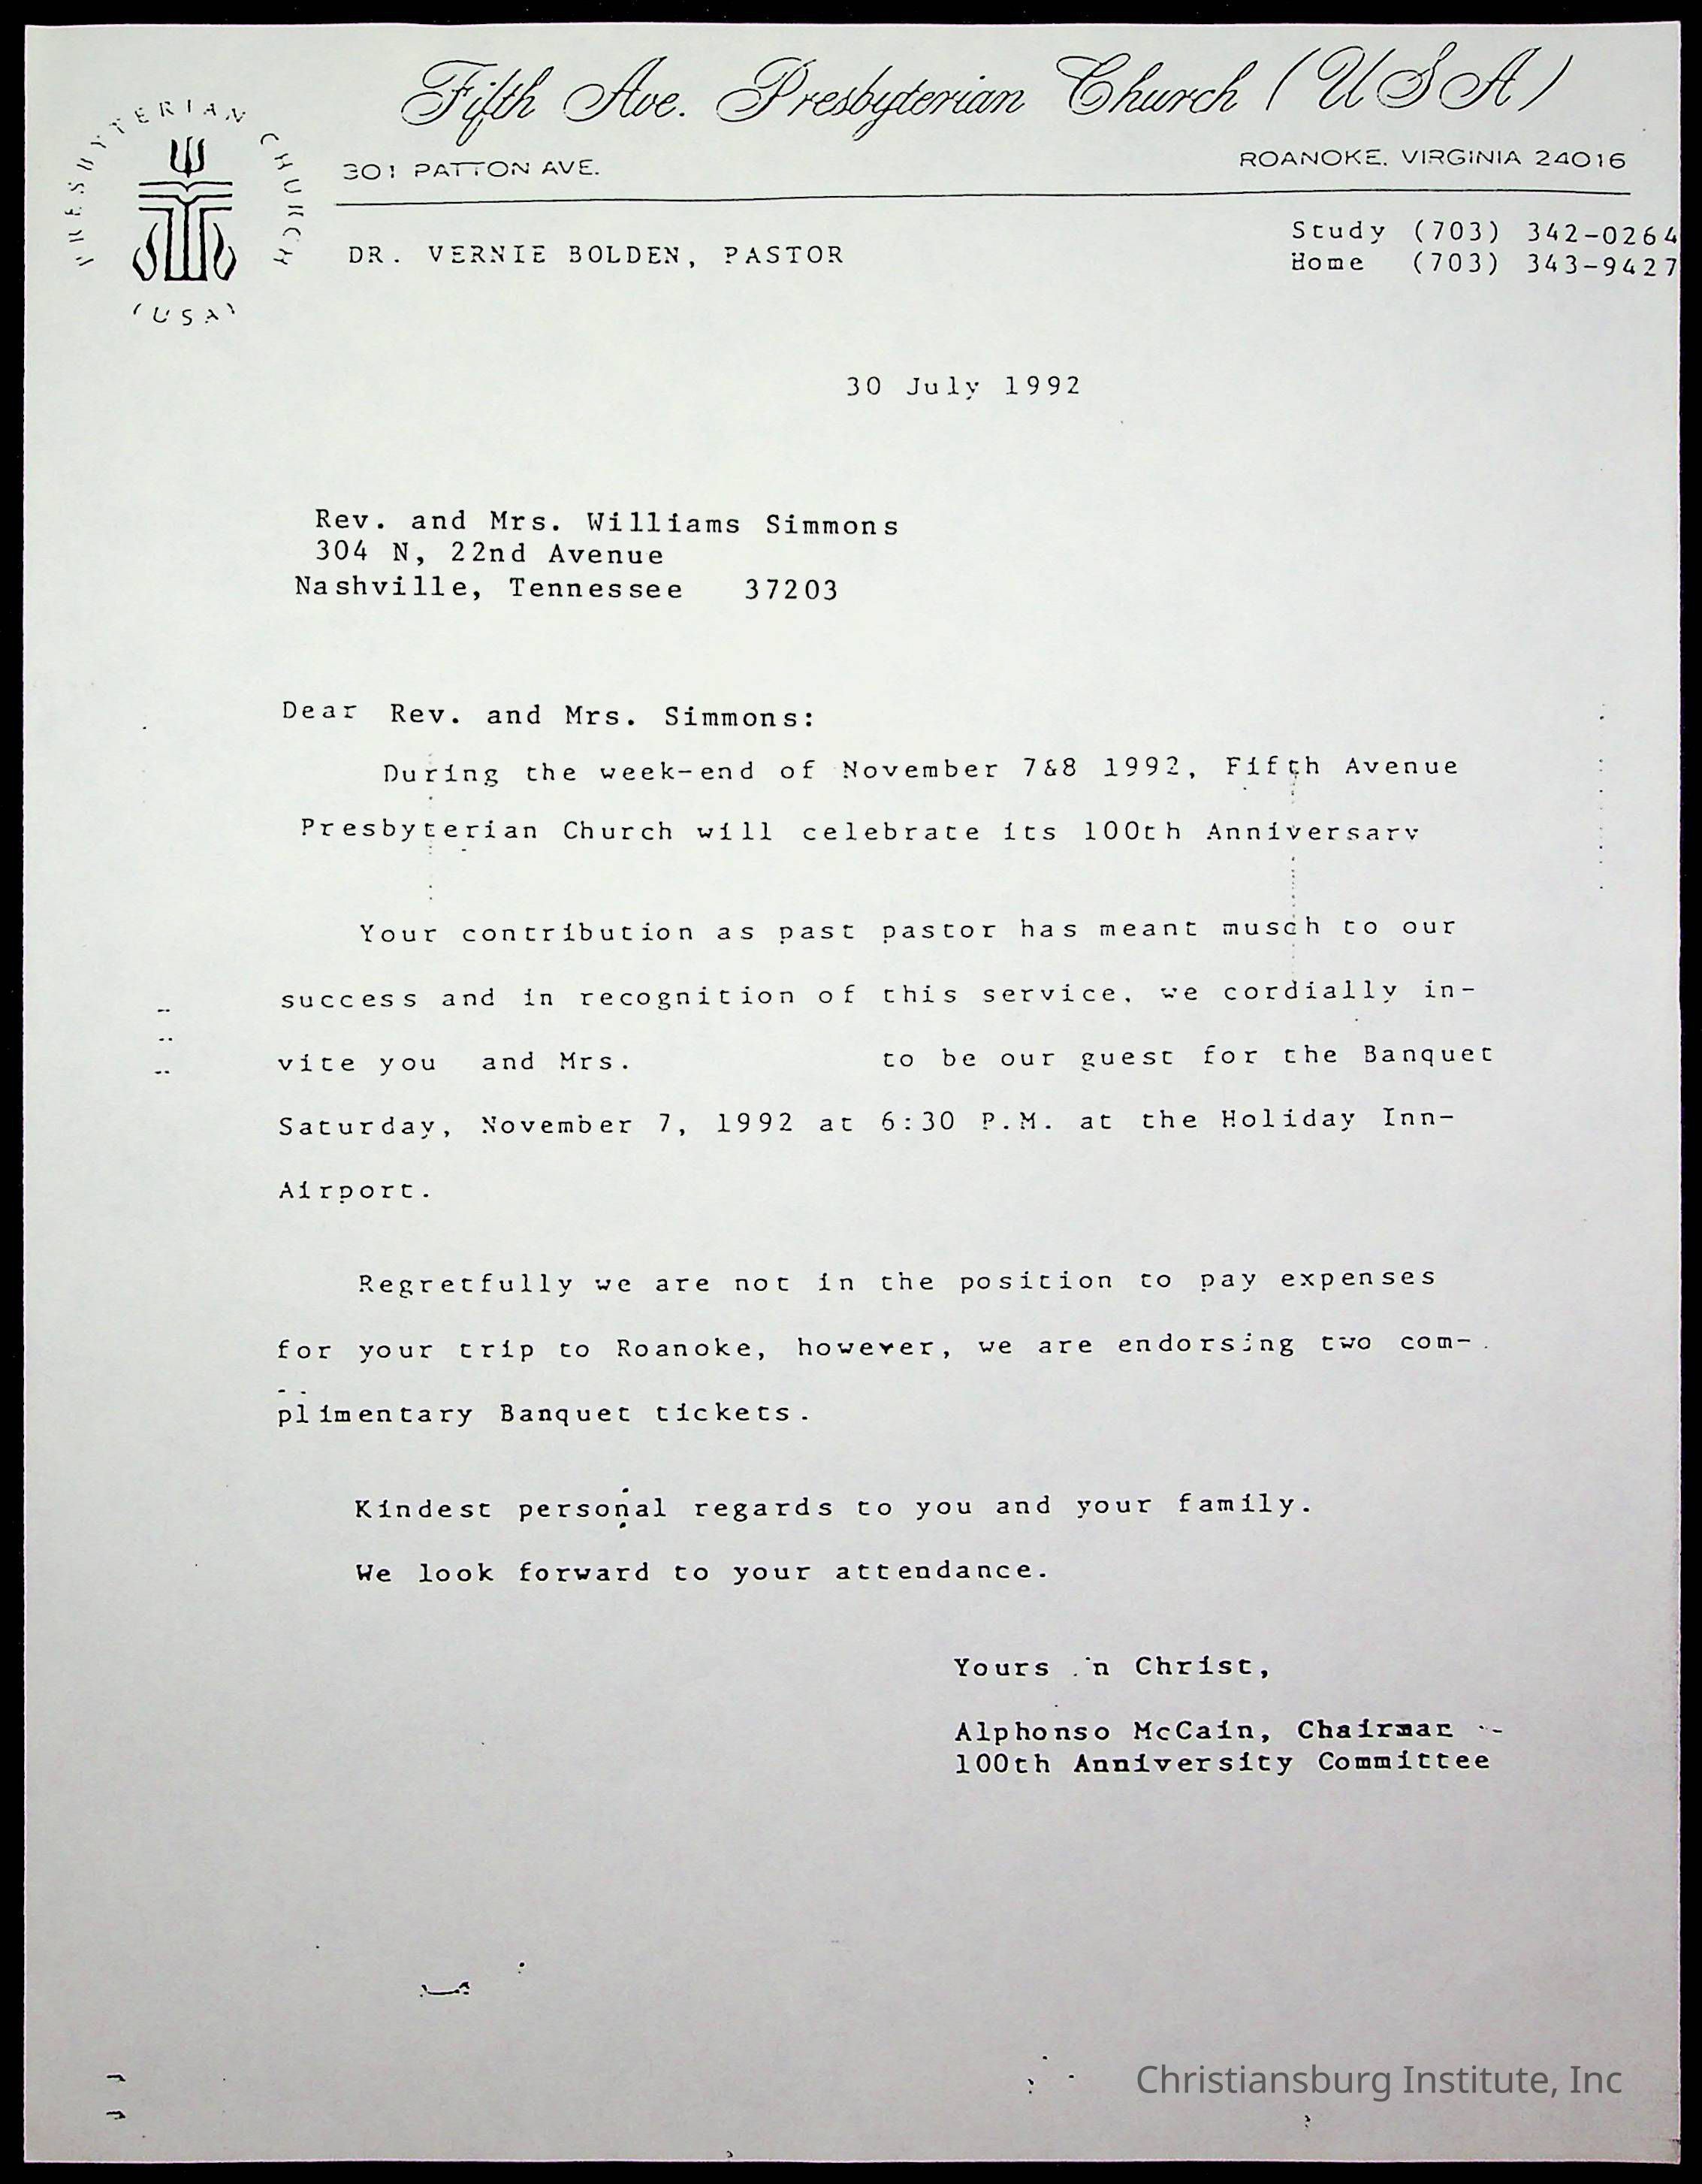 Fifth Ave. Presbyterian Church (USA)
PRESBYTERIAN CHURCH
(USA)
301 PATTON AVE.
ROANOKE, VIRGINIA 24016
DR. VERNIE BOLDEN, PASTOR
Study (703) 342-0264
Home (703) 343-9427
30 July 1992
Rev. and Mrs. Williams Simmons
304 N, 22nd Avenue
Nashville, Tennessee 37203
Dear Rev. and Mrs. Simmons:
During the week-end of November 7&8 1992, Fifth Avenue
Presbyterian Church will celebrate its 100th Anniversary
Your contribution as past pastor has meant musch to our
success and in recognition of this service, we cordially in-
vite you and Mrs. to be our guest for the Banquet
Saturday, November 7, 1992 at 6:30 P.M. at the Holiday Inn-
Airport.
Regretfully we are not in the position to pay expenses
for your trip to Roanoke, however, we are endorsing two com-
plimentary Banquet tickets.
Kindest personal regards to you and your family.
We look forward to your attendance.
Yours in Christ,
Alphonso McCain, Chairman
100th Anniversity Committee
Christiansburg Institute, Inc